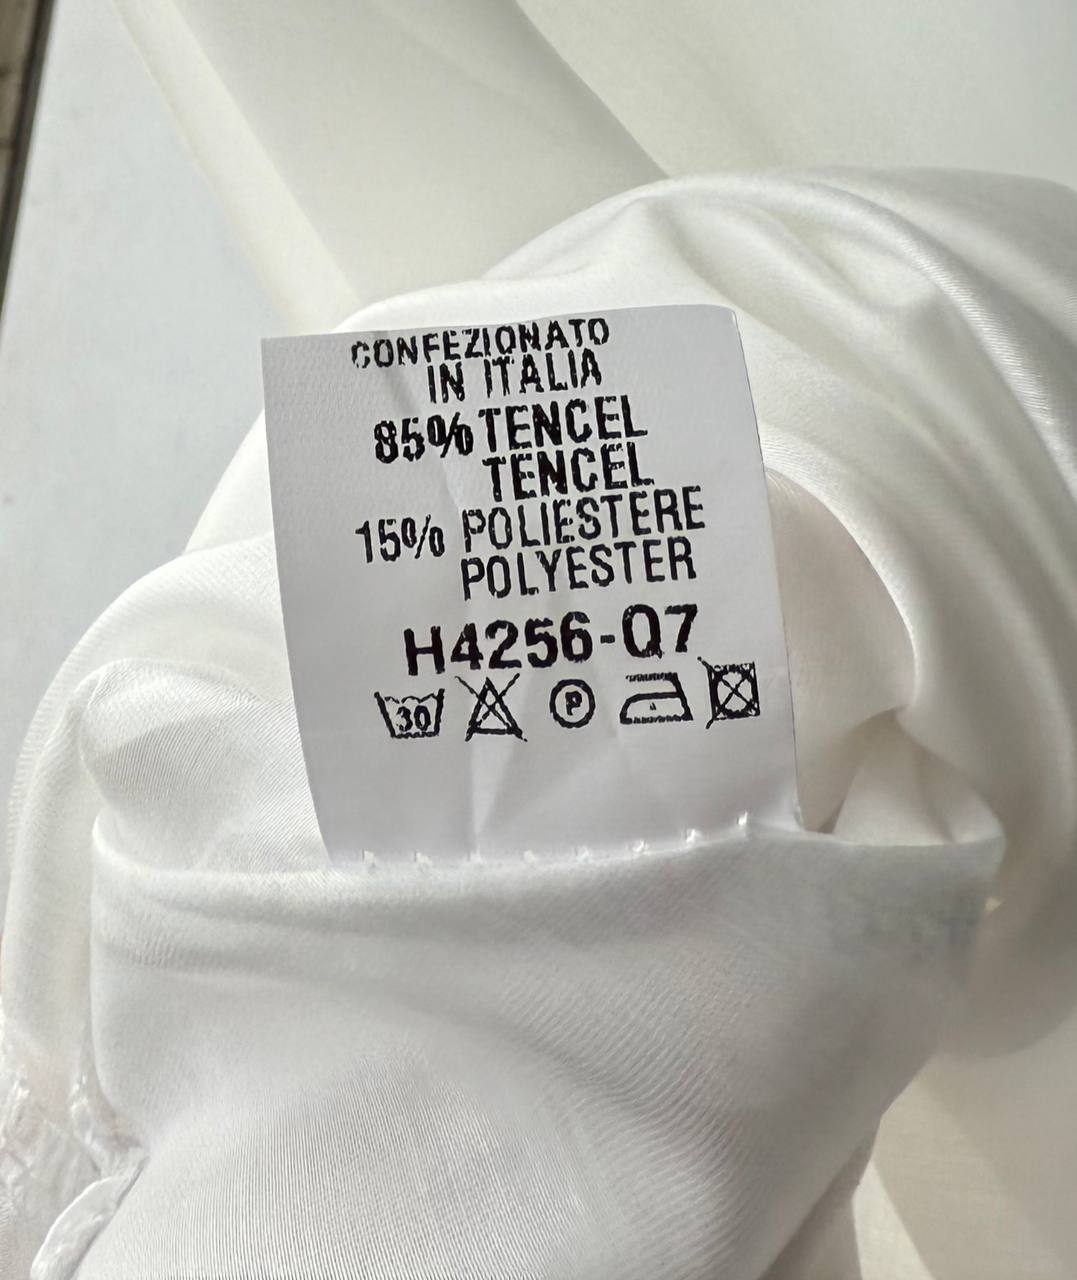 CONFEZIONATO
IN ITALIA
85% TENCEL
TENCEL
15% POLIESTERE
POLYESTER
H4256-Q7
30 P